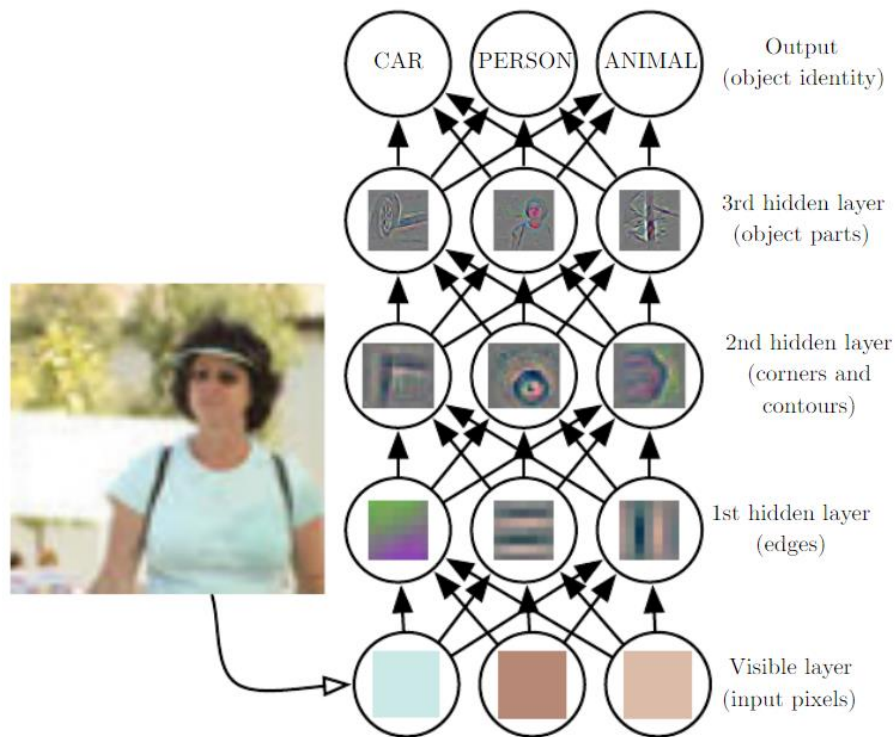 CAR PERSON ANIMAL
Output
(object identity)
3rd hidden layer
(object parts)
2nd hidden layer
(corners and
contours)
1st hidden layer
(edges)
Visible layer
(input pixels)